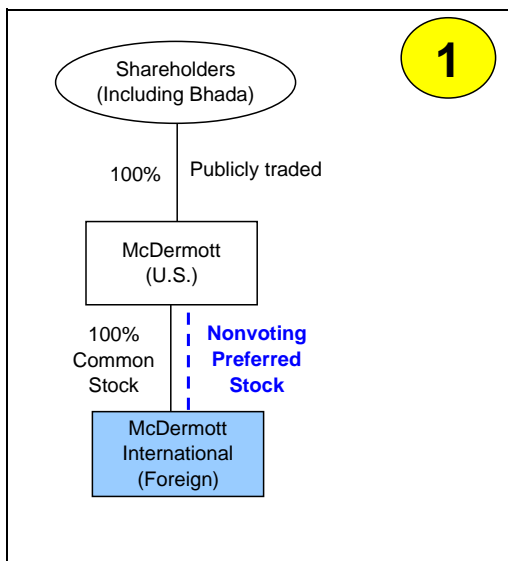 1
Shareholders
(Including Bhada)
100%
Publicly traded
McDermott
(U.S.)
100%
Common
Stock
Nonvoting
Preferred
Stock
McDermott
International
(Foreign)